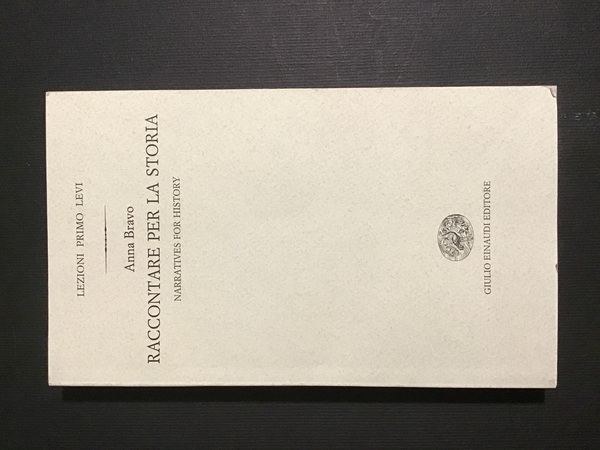 LEZIONI PRIMO LEVI
Anna Bravo
RACCONTARE PER LA STORIA
NARRATIVES FOR HISTORY
GIULIO EINAUDI EDITORE